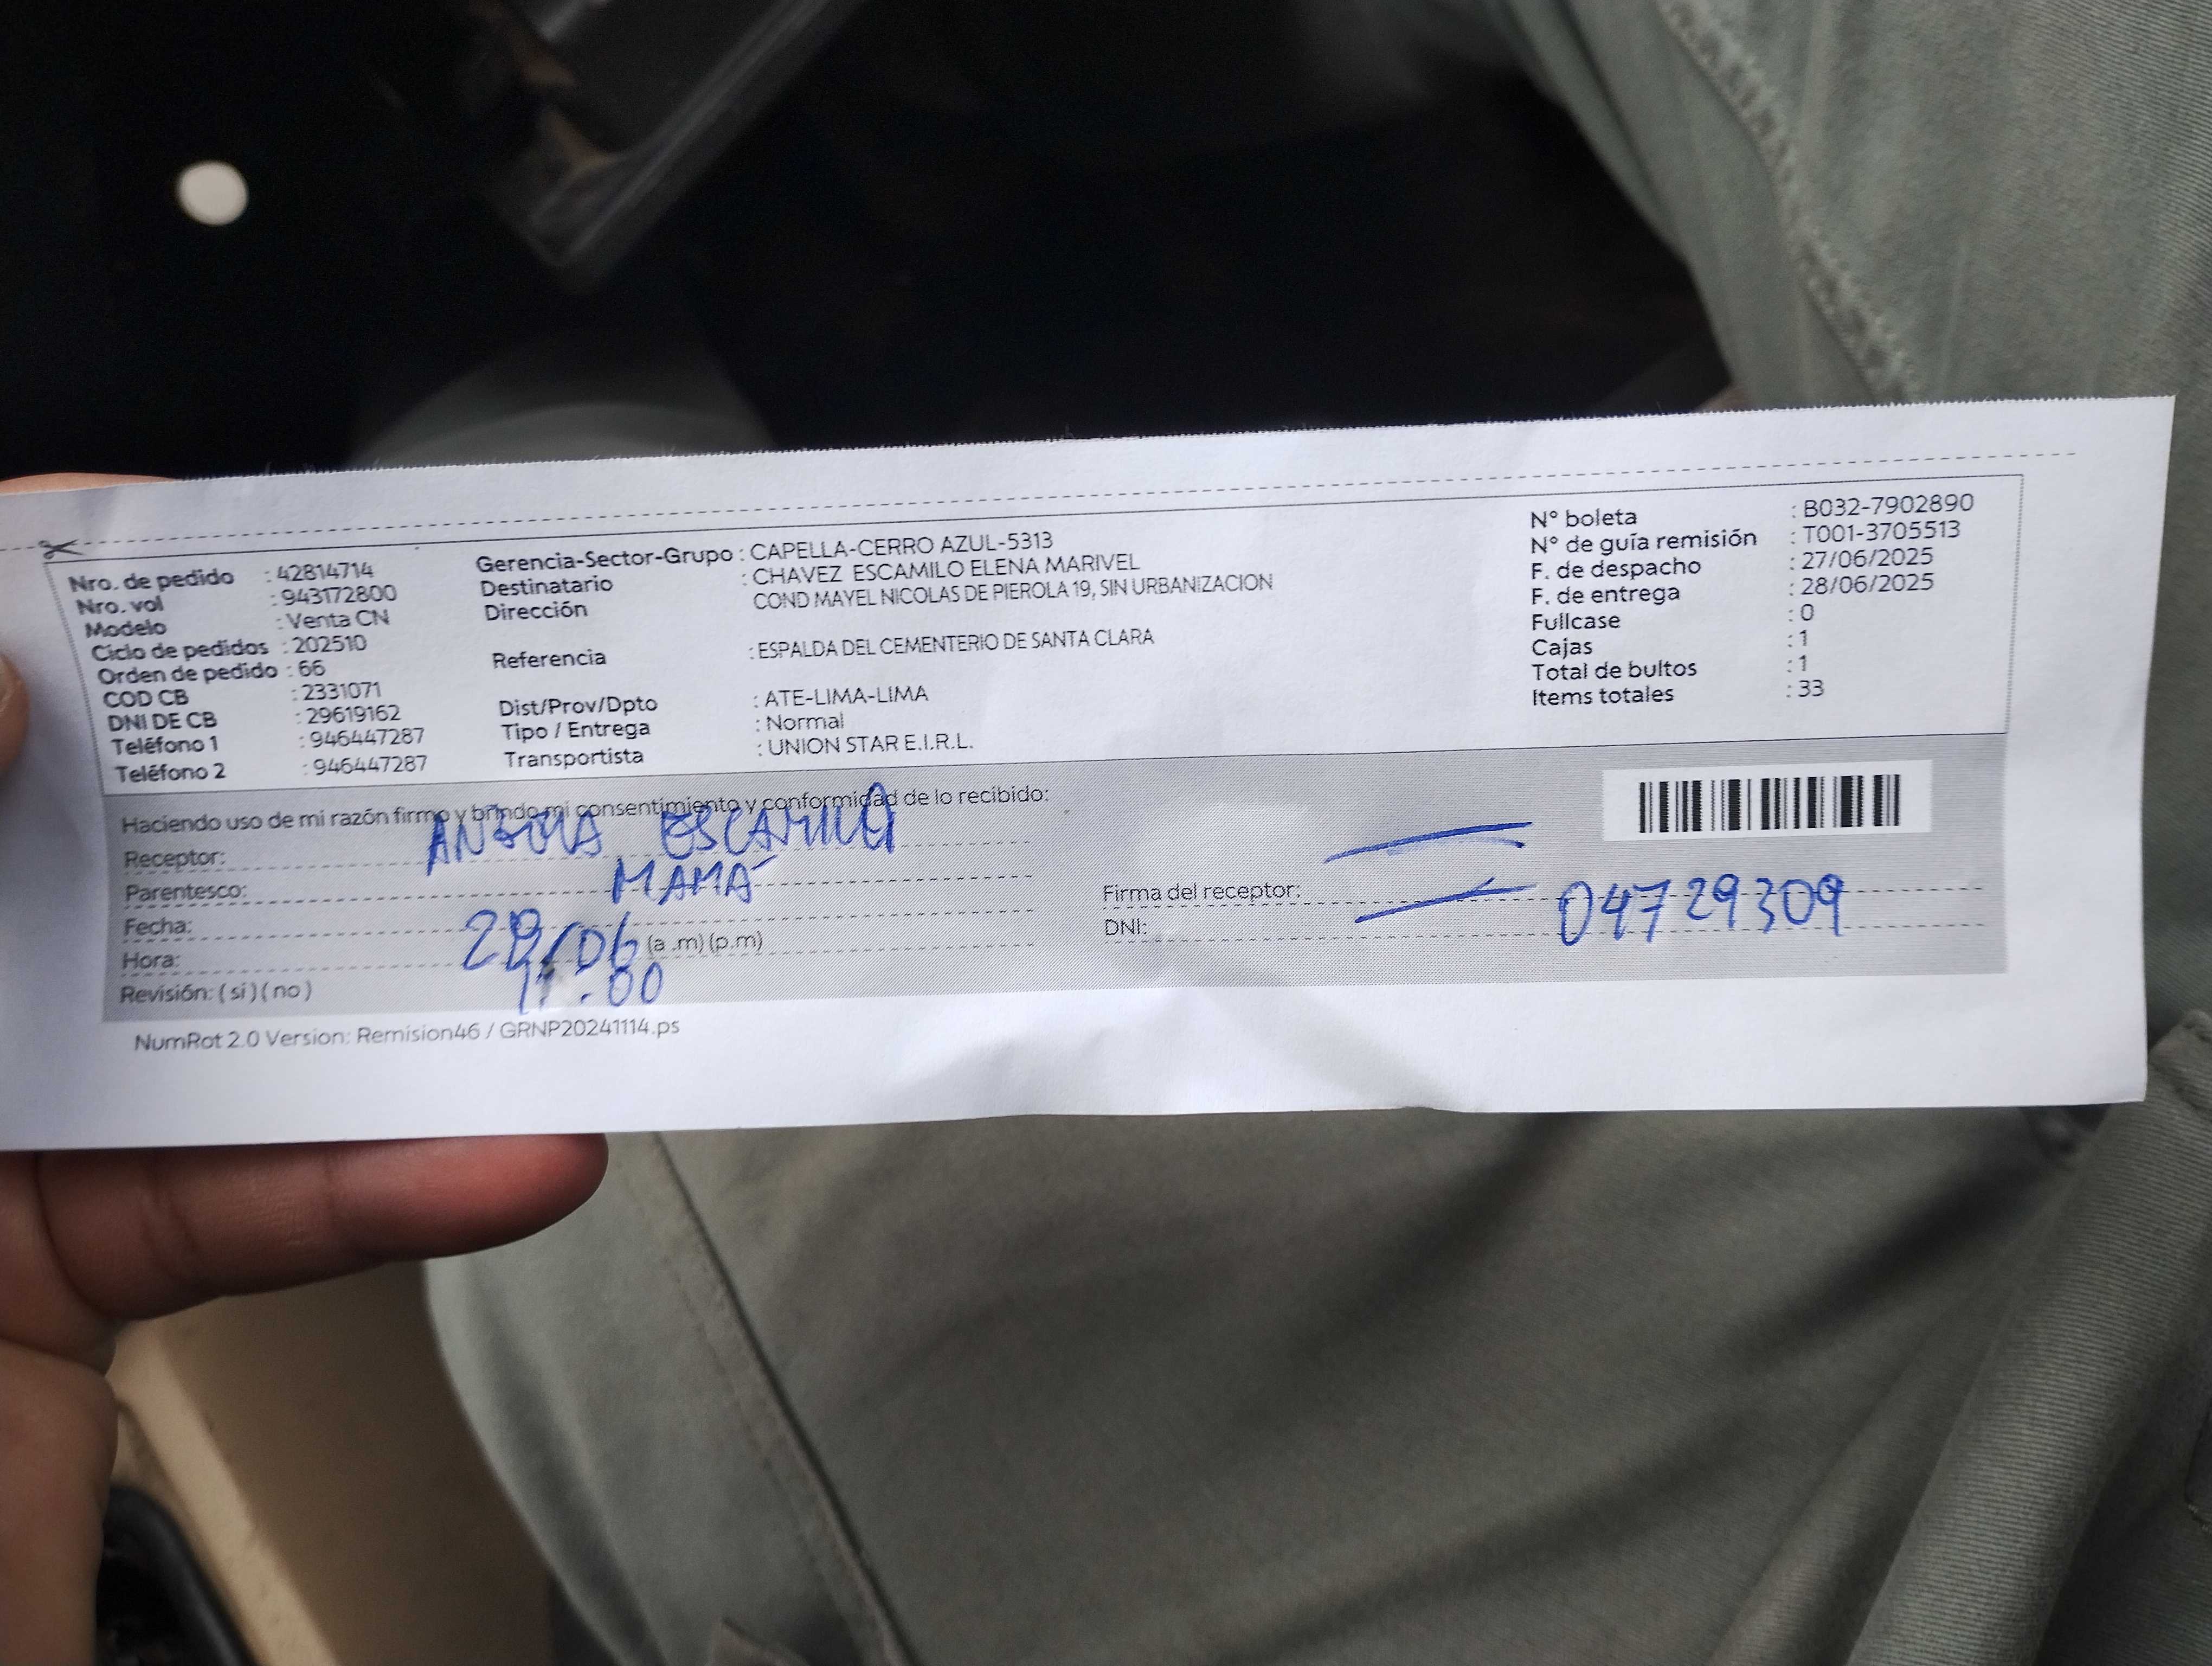 Nro. de pedido : 42814714
Nro. vol : 943172800
Modelo : Venta CN
Ciclo de pedidos : 202510
Orden de pedido : 66
COD CB : 2331071
DNI DE CB : 29619162
Teléfono 1 : 946447287
Teléfono 2 : 946447287
Gerencia-Sector-Grupo : CAPELLA-CERRO AZUL-5313
Destinatario : CHAVEZ ESCAMILO ELENA MARIVEL
Dirección COND MAYEL NICOLAS DE PIEROLA 19, SIN URBANIZACION
Referencia : ESPALDA DEL CEMENTERIO DE SANTA CLARA
Dist/Prov/Dpto : ATE-LIMA-LIMA
Tipo / Entrega : Normal
Transportista : UNION STAR E.I.R.L.
N° boleta : B032-7902890
N° de guía remisión : T001-3705513
F. de despacho : 27/06/2025
F. de entrega : 28/06/2025
Fullcase : 0
Cajas : 1
Total de bultos : 1
Items totales : 33
Haciendo uso de mi razón firmo y brindo mi consentimiento y conformidad de lo recibido:
Receptor:
Parentesco: MAMÁ
Fecha: 28/06
Hora: (a .m) (p.m) :00
Revisión: ( si ) ( no )
Firma del receptor:
DNI: 04729309
NumRot 2.0 Version: Remision46 / GRNP20241114.ps